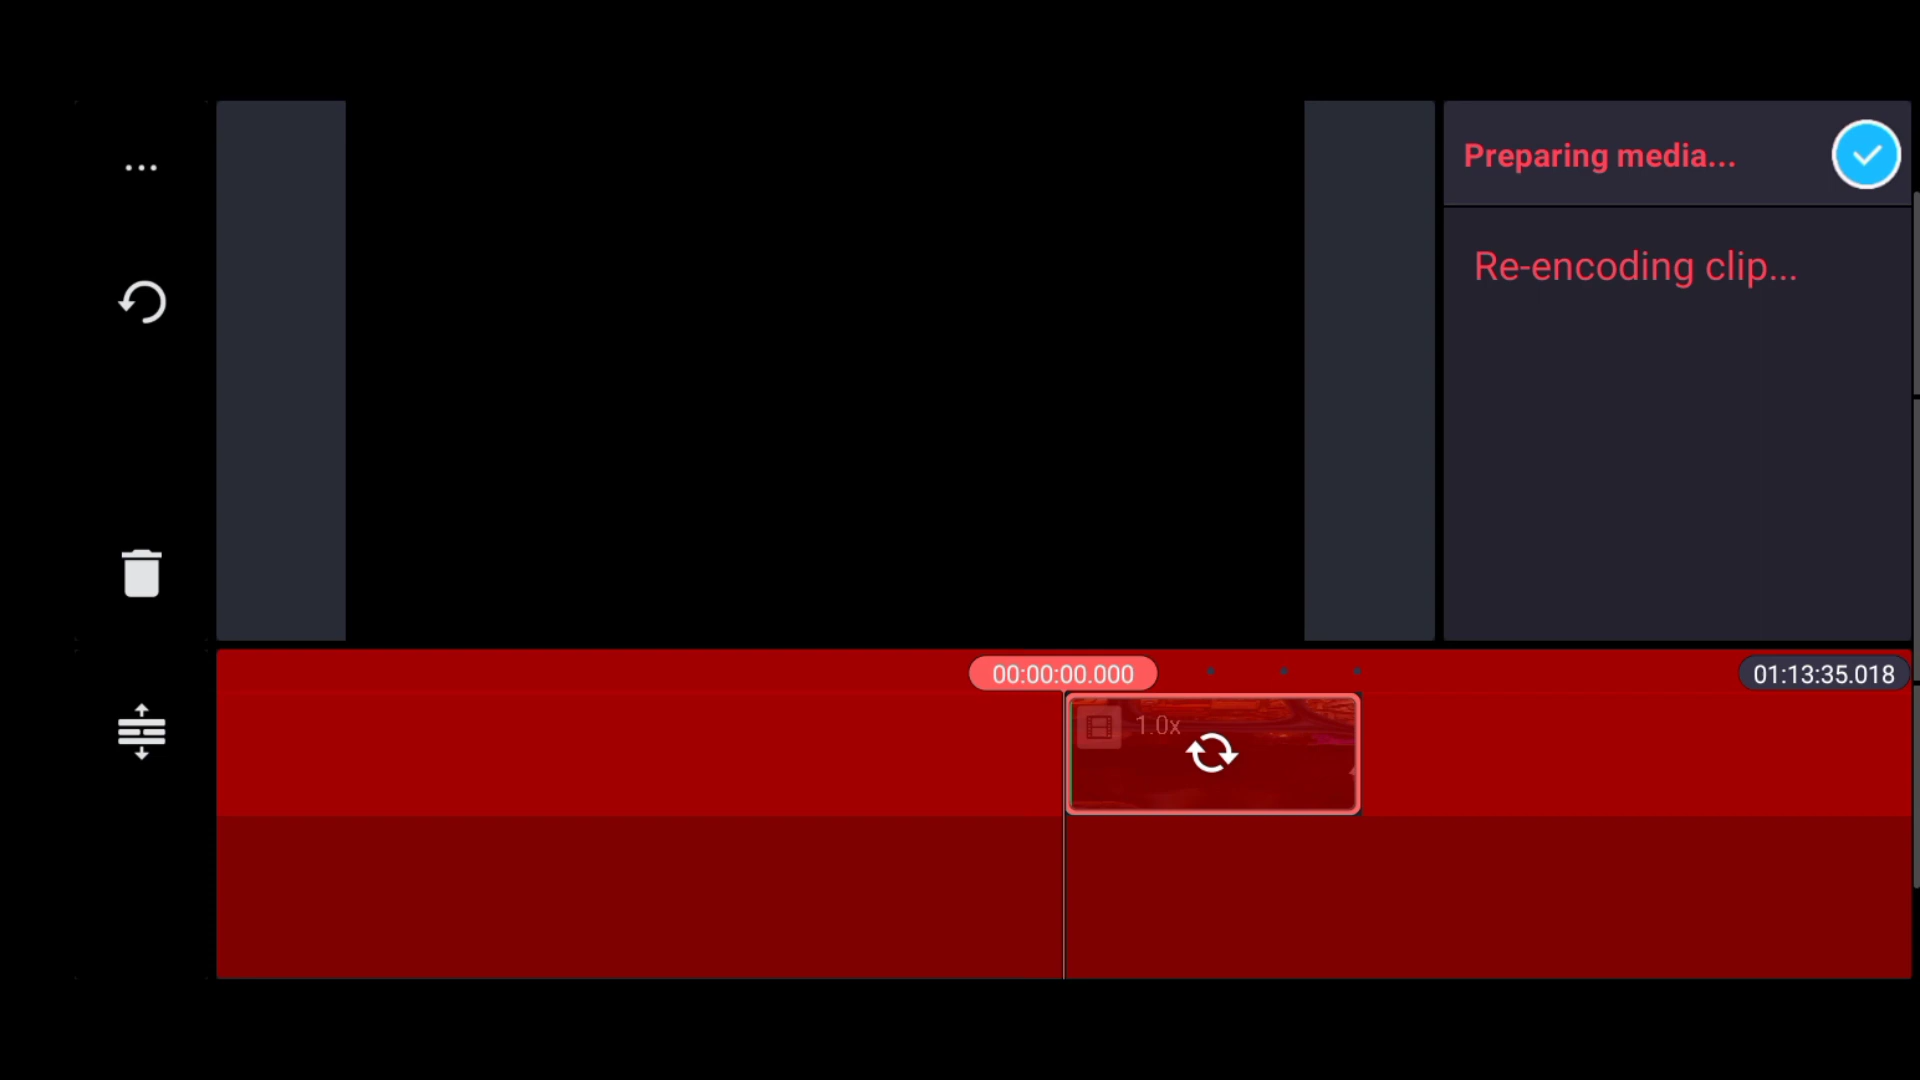 Preparing media...
Re-encoding clip...
00:00:00.000
01:13:35.018
1.0x